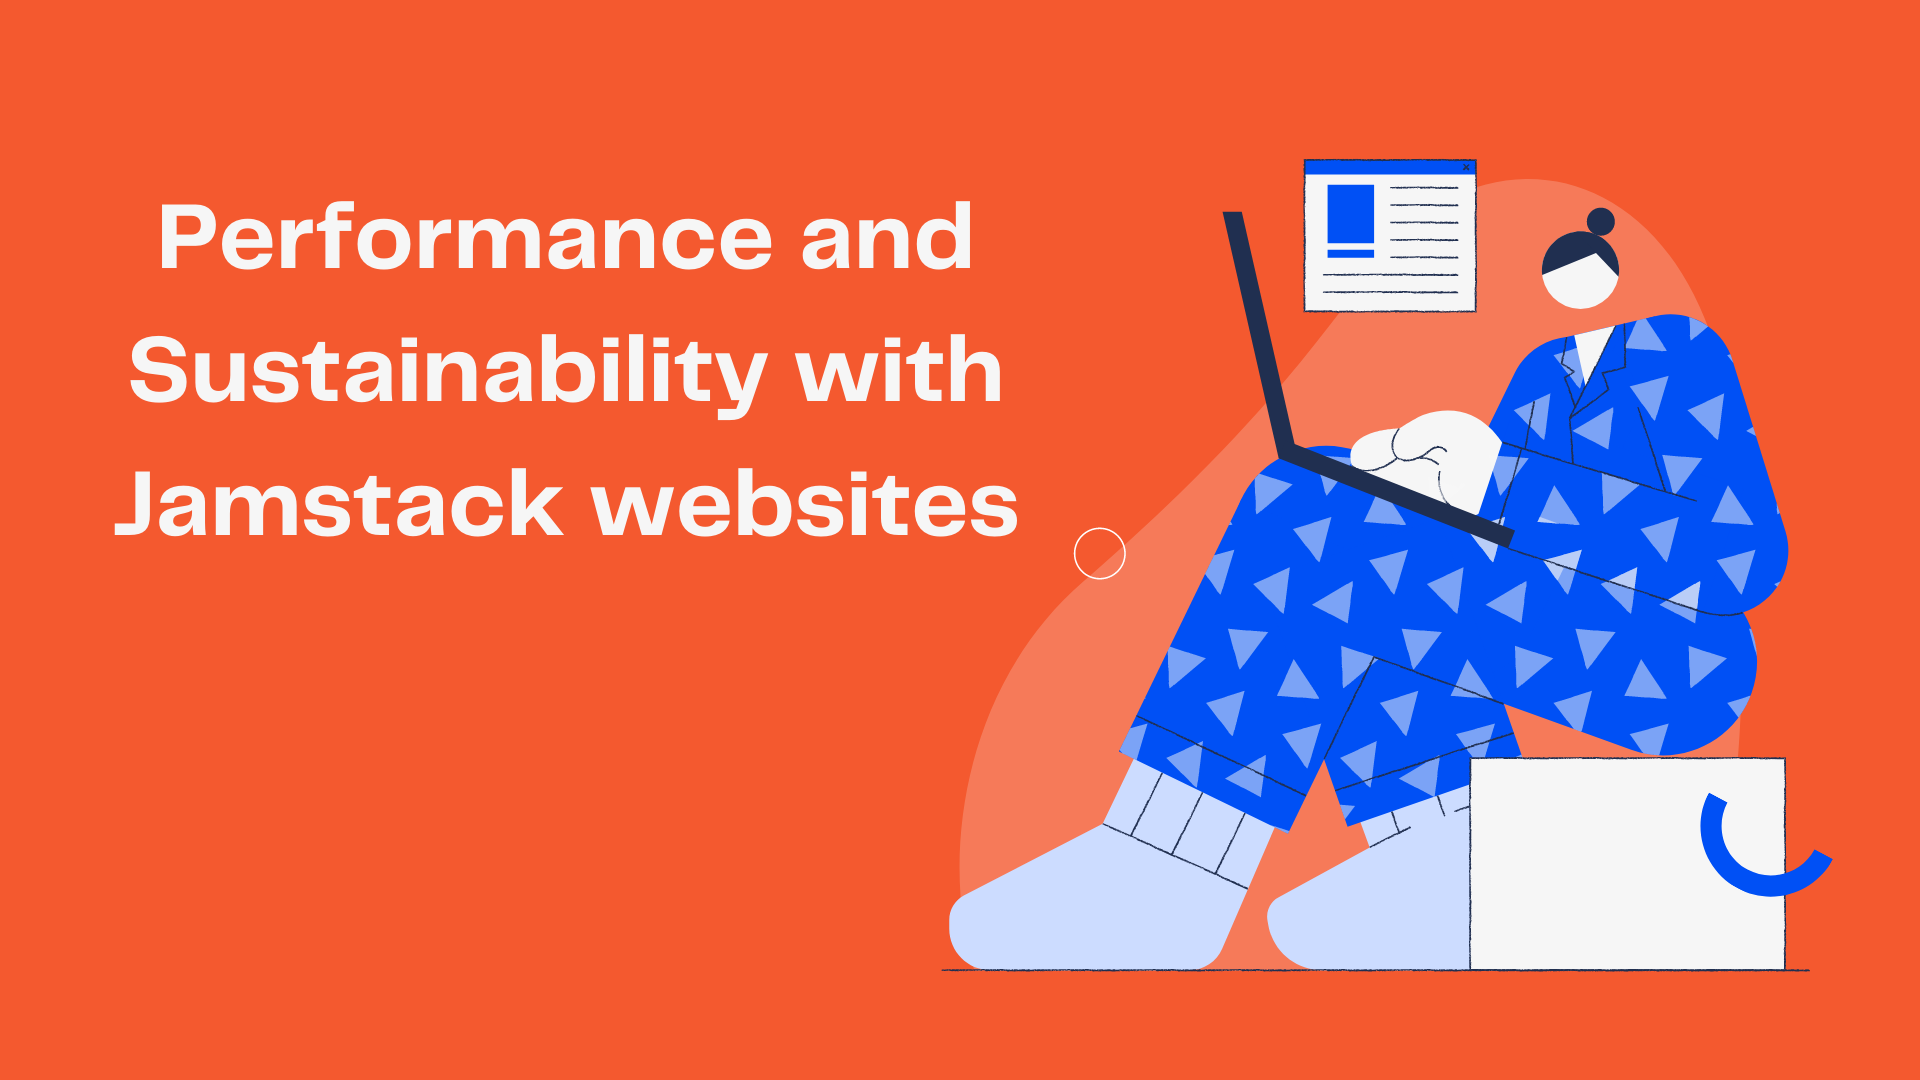 Performance and
Sustainability with
Jamstack websites